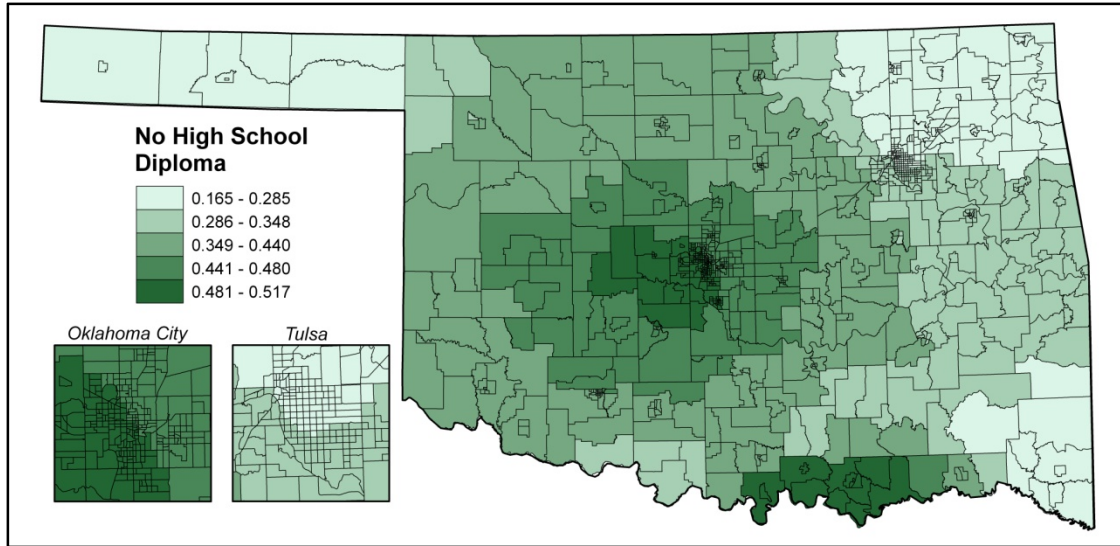 No High School
Diploma
0.165 - 0.285
0.286 - 0.348
0.349 - 0.440
0.441 - 0.480
0.481 - 0.517
Oklahoma City
Tulsa